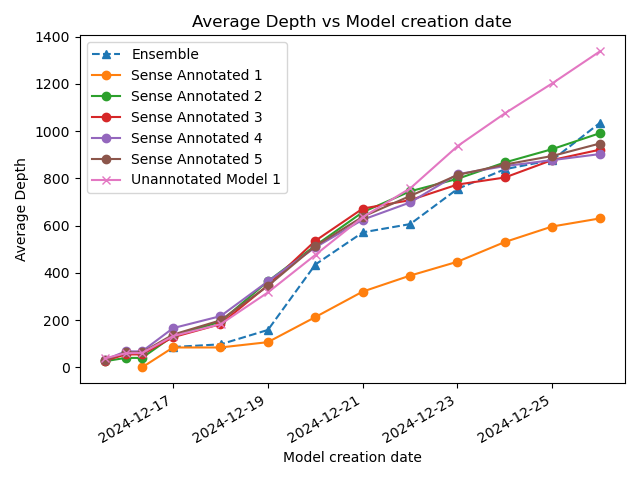 Average Depth vs Model creation date
Ensemble
Sense Annotated 1
Sense Annotated 2
Sense Annotated 3
Sense Annotated 4
Sense Annotated 5
Unannotated Model 1
Average Depth
1400
1200
1000
800
600
400
200
0
2024-12-17
2024-12-19
2024-12-21
2024-12-23
2024-12-25
Model creation date